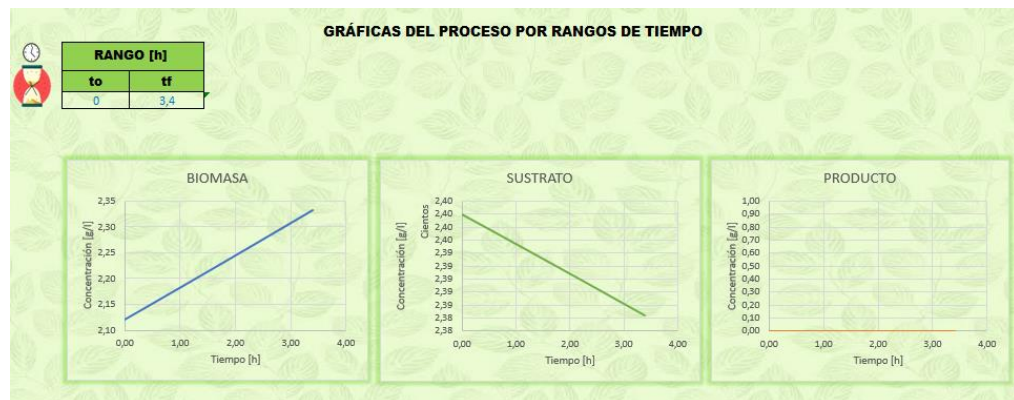 GRÁFICAS DEL PROCESO POR RANGOS DE TIEMPO
RANGO [h]
to tf
0 3,4
BIOMASA
Concentración [g/l]
2,35
2,30
2,25
2,20
2,15
2,10
0,00 1,00 2,00 3,00 4,00
Tiempo [h]
SUSTRATO
Concentración [g/l]
Cientos
2,40
2,40
2,40
2,40
2,39
2,39
2,39
2,39
2,39
2,38
2,38
0,00 1,00 2,00 3,00 4,00
Tiempo [h]
PRODUCTO
Concentración [g/l]
1,00
0,90
0,80
0,70
0,60
0,50
0,40
0,30
0,20
0,10
0,00
0,00 1,00 2,00 3,00 4,00
Tiempo [h]